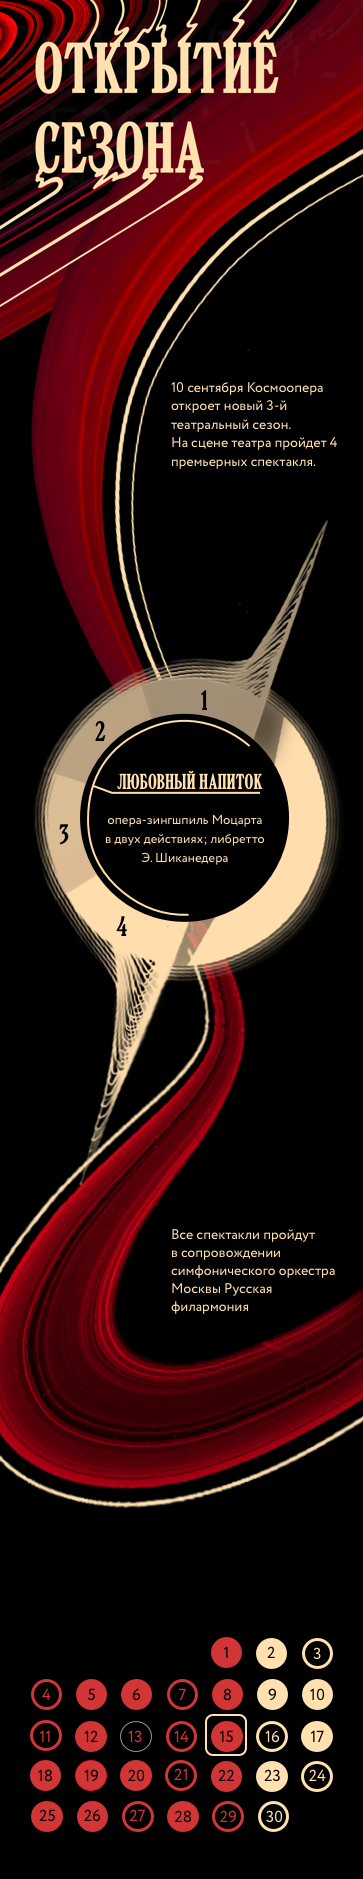 ОТКРЫТИЕ
СЕЗОНА
10 сентября Космоопера
откроет новый 3-й
театральный сезон.
На сцене театра пройдет 4
премьерных спектакля.
1
2
3
4
ЛЮБОВНЫЙ НАПИТОК
опера-зингшпиль Моцарта
в двух действиях; либретто
Э. Шиканедера
Все спектакли пройдут
в сопровождении
симфонического оркестра
Москвы Русская
филармония
1 2 3
4 5 6 7 8 9 10
11 12 13 14 15 16 17
18 19 20 21 22 23 24
25 26 27 28 29 30